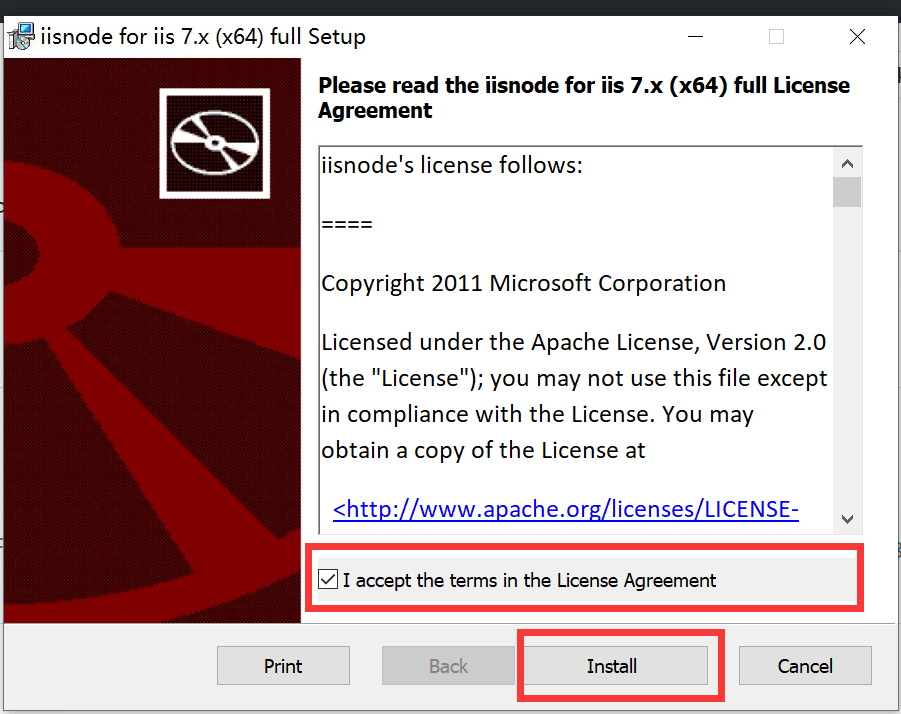 iisnode for iis 7.x (x64) full Setup
Please read the iisnode for iis 7.x (x64) full License
Agreement
iisnode's license follows:
====
Copyright 2011 Microsoft Corporation
Licensed under the Apache License, Version 2.0
(the "License"); you may not use this file except
in compliance with the License. You may
obtain a copy of the License at
<http://www.apache.org/licenses/LICENSE-
I accept the terms in the License Agreement
Print
Back
Install
Cancel